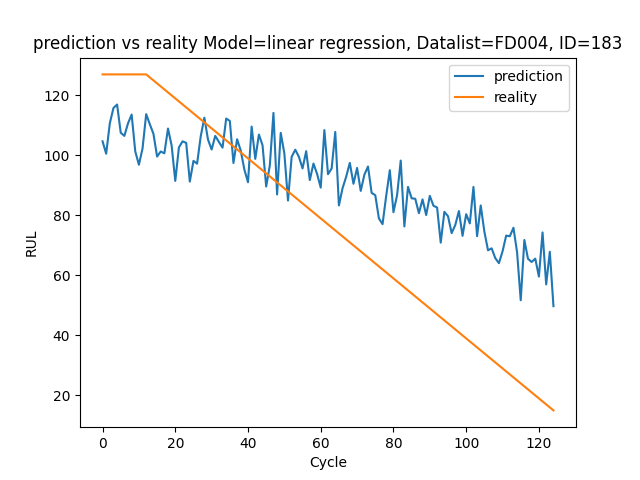 prediction vs reality Model=linear regression, Datalist=FD004, ID=183
prediction
reality
RUL
120
100
80
60
40
20
0 20 40 60 80 100 120
Cycle